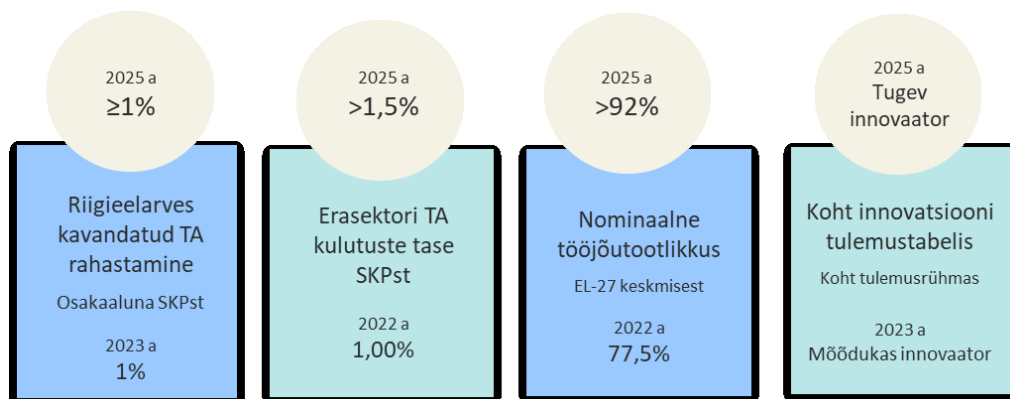 2025 a
≥1%
Riigieelarves
kavandatud TA
rahastamine
Osakaaluna SKPst
2023 a
1%
2025 a
>1,5%
Erasektori TA
kulutuste tase
SKPst
2022 a
1,00%
2025 a
>92%
Nominaalne
tööjõutootlikkus
EL-27 keskmisest
2022 a
77,5%
2025 a
Tugev
innovaator
Koht innovatsiooni
tulemustabelis
Koht tulemusrühmas
2023 a
Mõõdukas innovaator